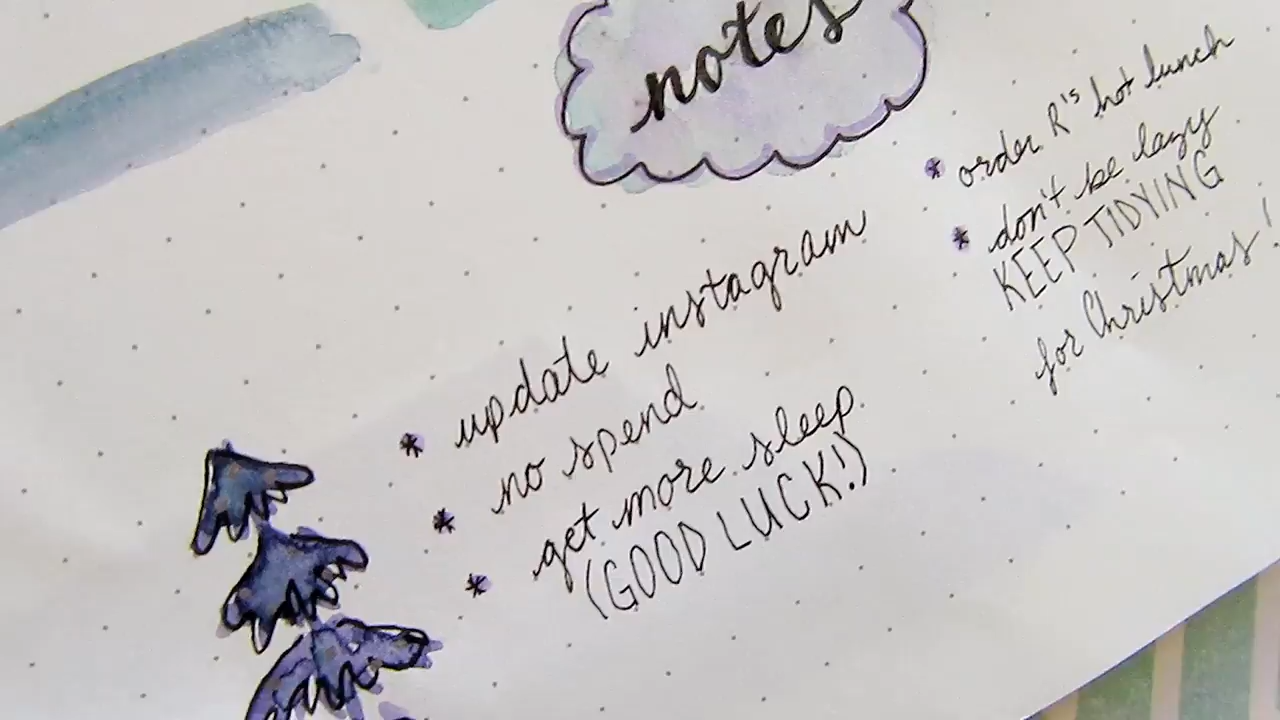 notes
* update instagram
* no spend
* get more sleep
(GOOD LUCK!)
* order R's hot lunch
* don't be lazy
KEEP TIDYING
for Christmas!